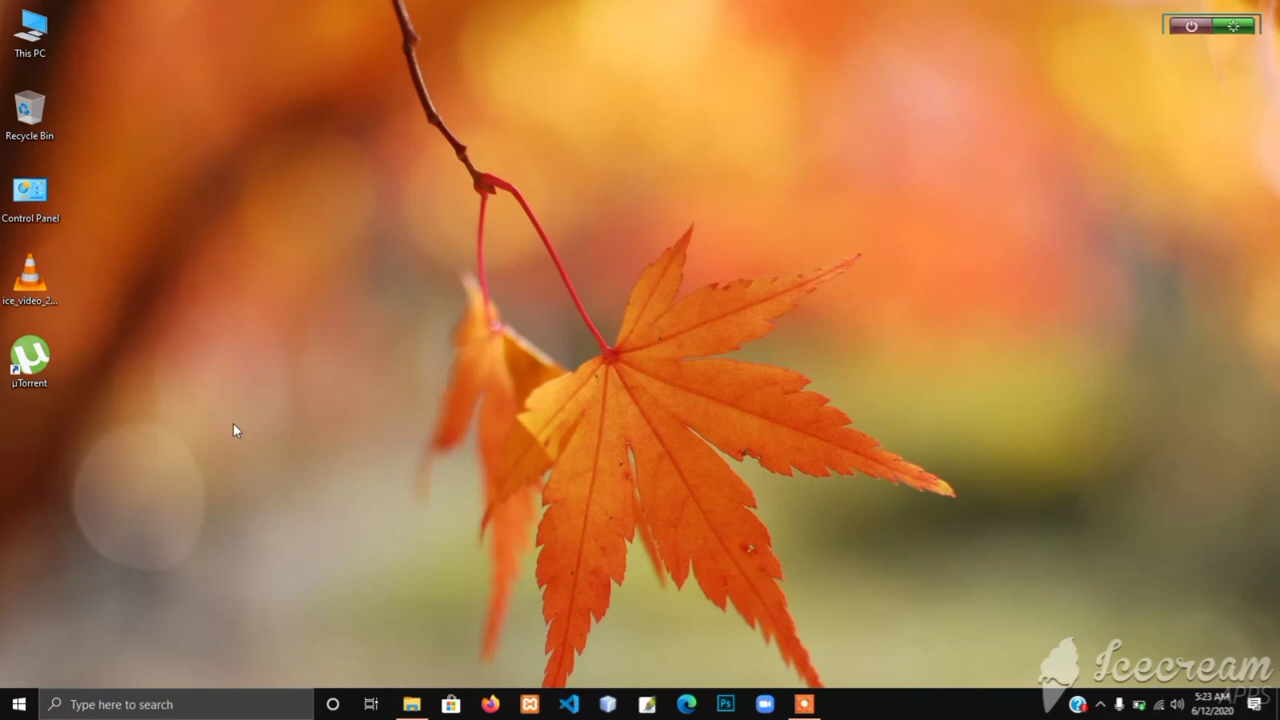 This PC
Recycle Bin
Control Panel
ice_video_2...
µTorrent
Icecream
APPS
Type here to search
Ps
5:23 AM
6/12/2020